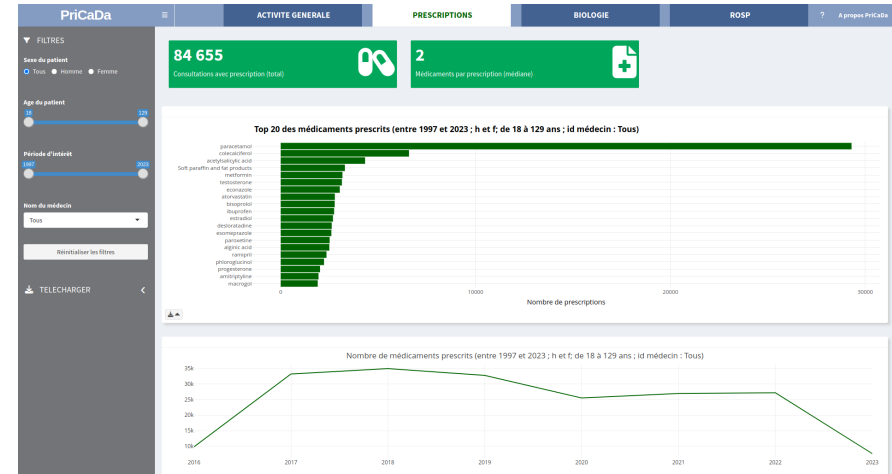 PriCaDa
≡
ACTIVITE GENERALE
PRESCRIPTIONS
BIOLOGIE
ROSP
? A propos PriCaDa
FILTRES
Sexe du patient
Tous Homme Femme
Age du patient
18 129
Période d'intérêt
1997 2023
Nom du médecin
Tous
Réinitialiser les filtres
TELECHARGER
84 655
Consultations avec prescription (total)
2
Médicaments par prescription (médiane)
Top 20 des médicaments prescrits (entre 1997 et 2023 ; h et f; de 18 à 129 ans ; id médecin : Tous)
paracetamol
colecalciferol
acetylsalicylic acid
Soft paraffin and fat products
metformin
testosterone
econazole
atorvastatin
bisoprolol
ibuprofen
estradiol
desloratadine
esomeprazole
paroxetine
alginic acid
ramipril
phloroglucinol
progesterone
amitriptyline
macrogol
0 10000 20000 30000
Nombre de prescriptions
Nombre de médicaments prescrits (entre 1997 et 2023 ; h et f; de 18 à 129 ans ; id médecin : Tous)
35k
30k
25k
20k
15k
10k
2016 2017 2018 2019 2020 2021 2022 2023